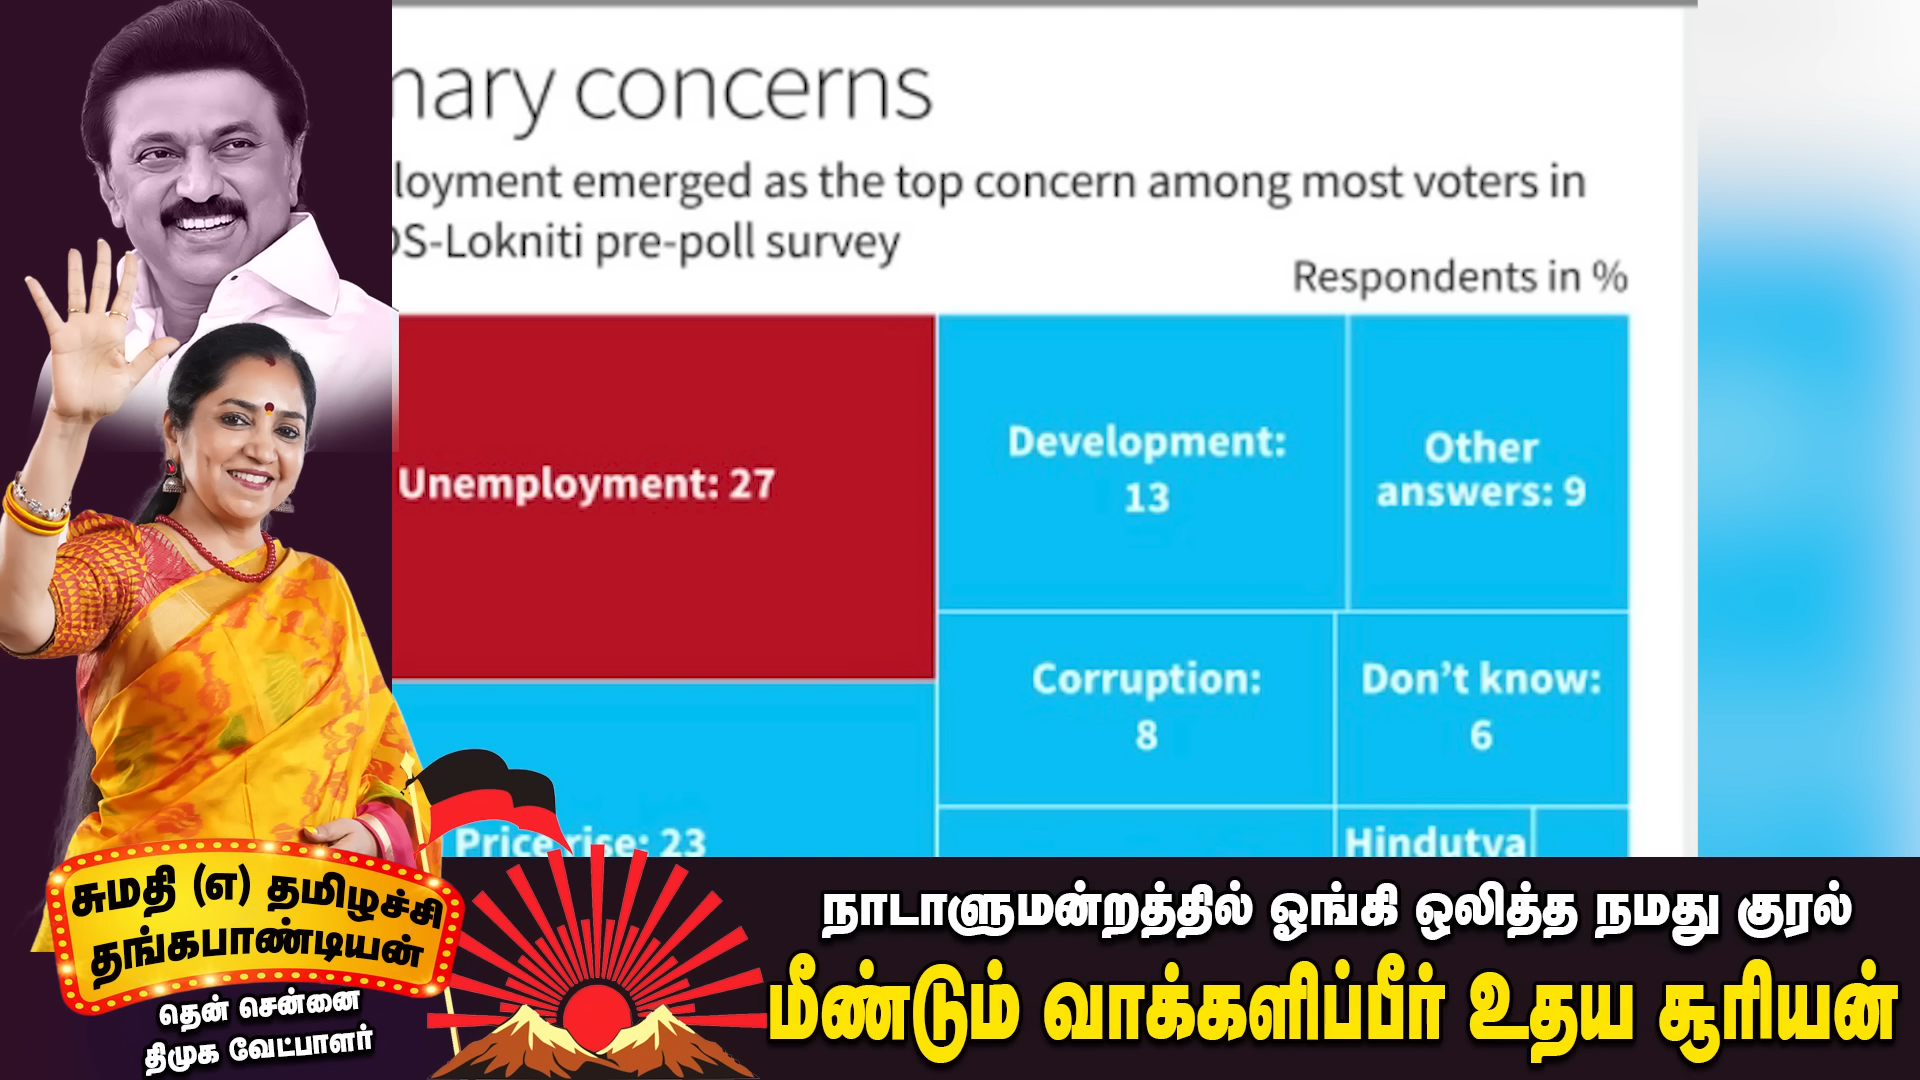 nary concerns
loyment emerged as the top concern among most voters in
DS-Lokniti pre-poll survey
Respondents in %
Unemployment: 27
Development:
13
Other
answers: 9
Corruption:
8
Don't know:
6
Price rise: 23
Hindutva
சுமதி (எ) தமிழச்சி
தங்கபாண்டியன்
தென் சென்னை
திமுக வேட்பாளர்
நாடாளுமன்றத்தில் ஓங்கி ஒலித்த நமது குரல்
மீண்டும் வாக்களிப்பீர் உதய சூரியன்